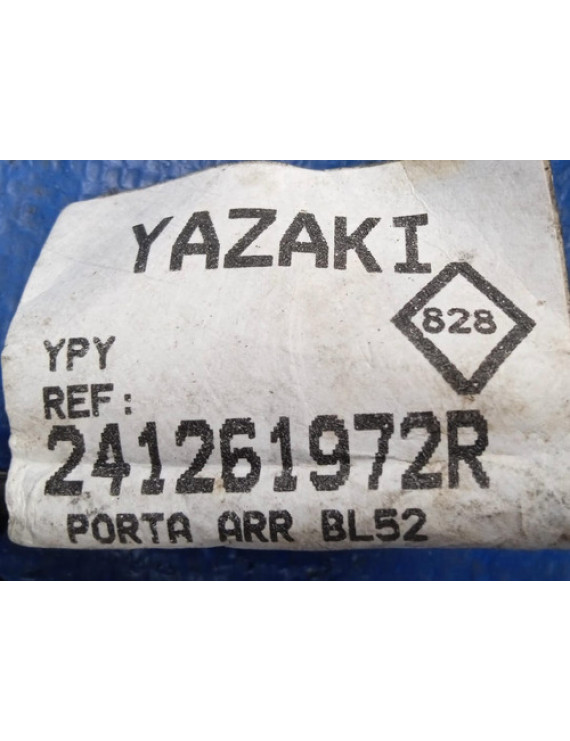 YAZAKI
828
YPY
REF:
241261972R
PORTA ARR BL52